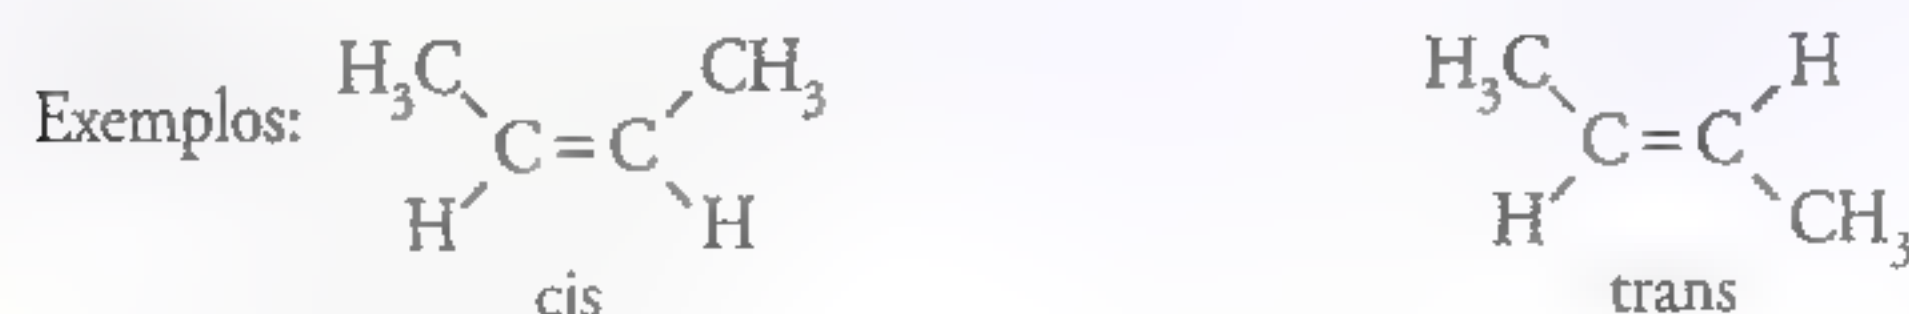 Exemplos: H₃C CH₃ H₃C H
C=C C=C
H H H CH₃
cis trans